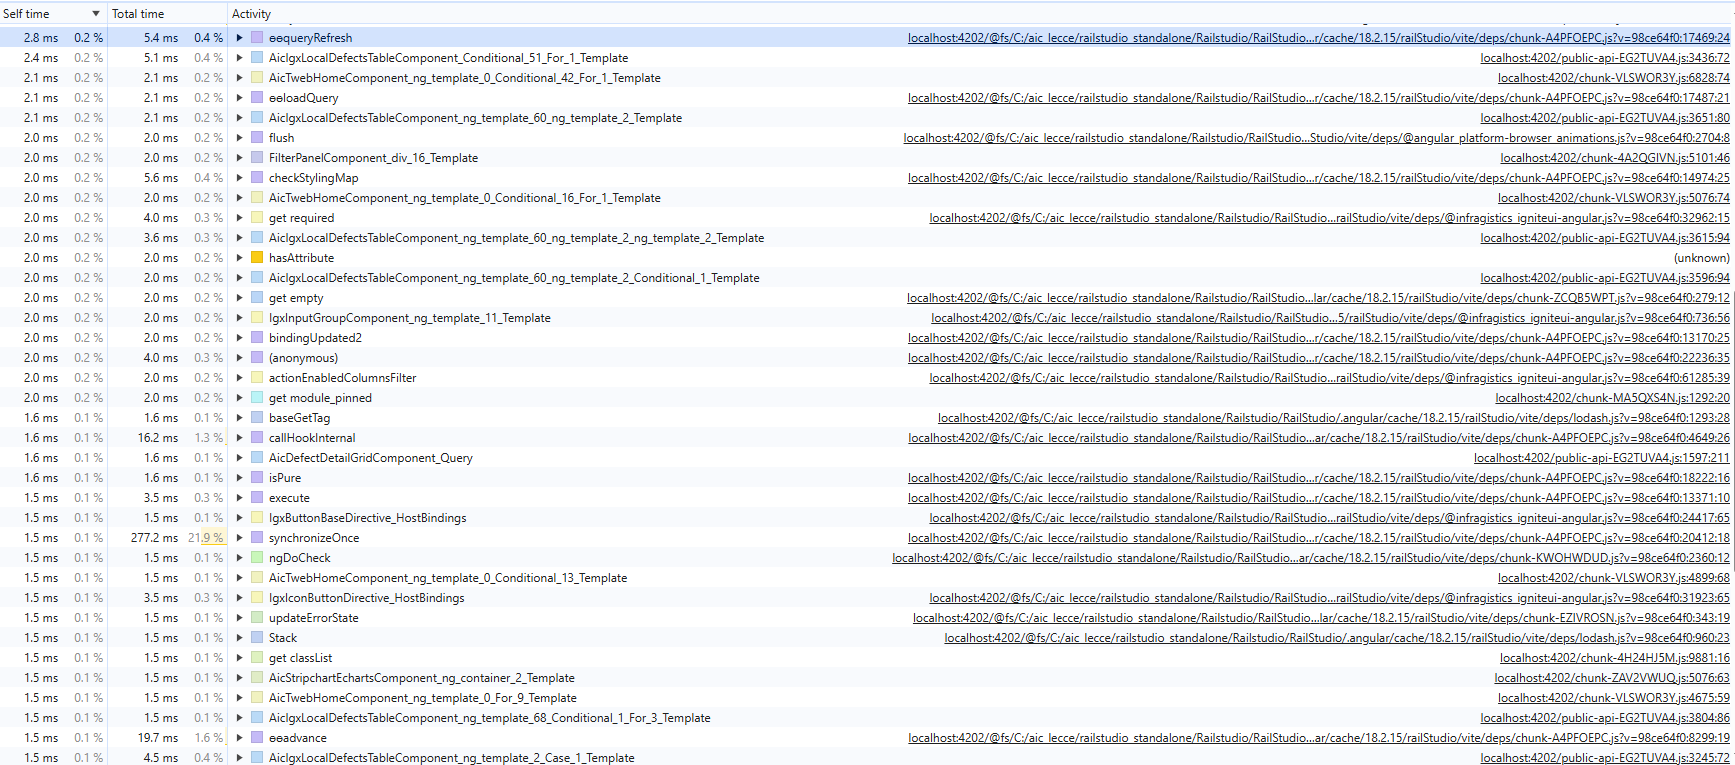 Self time ▼ Total time Activity
2.8 ms 0.2 % 5.4 ms 0.4 % ɵɵqueryRefresh localhost:4202/@fs/C:/aic_lecce/railstudio_standalone/Railstudio/RailStudio...r/cache/18.2.15/railStudio/vite/deps/chunk-A4PFOEPC.js?v=98ce64f0:17469:24
2.4 ms 0.2 % 5.1 ms 0.4 % AicIgxLocalDefectsTableComponent_Conditional_51_For_1_Template localhost:4202/public-api-EG2TUVA4.js:3436:72
2.1 ms 0.2 % 2.1 ms 0.2 % AicTwebHomeComponent_ng_template_0_Conditional_42_For_1_Template localhost:4202/chunk-VLSWOR3Y.js:6828:74
2.1 ms 0.2 % 2.1 ms 0.2 % ɵɵloadQuery localhost:4202/@fs/C:/aic_lecce/railstudio_standalone/Railstudio/RailStudio...r/cache/18.2.15/railStudio/vite/deps/chunk-A4PFOEPC.js?v=98ce64f0:17487:21
2.1 ms 0.2 % 2.1 ms 0.2 % AicIgxLocalDefectsTableComponent_ng_template_60_ng_template_2_Template localhost:4202/public-api-EG2TUVA4.js:3651:80
2.0 ms 0.2 % 2.0 ms 0.2 % flush localhost:4202/@fs/C:/aic_lecce/railstudio_standalone/Railstudio/RailStudio...Studio/vite/deps/@angular_platform-browser_animations.js?v=98ce64f0:2704:8
2.0 ms 0.2 % 2.0 ms 0.2 % FilterPanelComponent_div_16_Template localhost:4202/chunk-4A2QGIVN.js:5101:46
2.0 ms 0.2 % 5.6 ms 0.4 % checkStylingMap localhost:4202/@fs/C:/aic_lecce/railstudio_standalone/Railstudio/RailStudio...r/cache/18.2.15/railStudio/vite/deps/chunk-A4PFOEPC.js?v=98ce64f0:14974:25
2.0 ms 0.2 % 2.0 ms 0.2 % AicTwebHomeComponent_ng_template_0_Conditional_16_For_1_Template localhost:4202/chunk-VLSWOR3Y.js:5076:74
2.0 ms 0.2 % 4.0 ms 0.3 % get required localhost:4202/@fs/C:/aic_lecce/railstudio_standalone/Railstudio/RailStudio...railStudio/vite/deps/@infragistics_igniteui-angular.js?v=98ce64f0:32962:15
2.0 ms 0.2 % 3.6 ms 0.3 % AicIgxLocalDefectsTableComponent_ng_template_60_ng_template_2_ng_template_2_Template localhost:4202/public-api-EG2TUVA4.js:3615:94
2.0 ms 0.2 % 2.0 ms 0.2 % hasAttribute (unknown)
2.0 ms 0.2 % 2.0 ms 0.2 % AicIgxLocalDefectsTableComponent_ng_template_60_ng_template_2_Conditional_1_Template localhost:4202/public-api-EG2TUVA4.js:3596:94
2.0 ms 0.2 % 2.0 ms 0.2 % get empty localhost:4202/@fs/C:/aic_lecce/railstudio_standalone/Railstudio/RailStudio...lar/cache/18.2.15/railstudio/vite/deps/chunk-ZCQB5WPT.js?v=98ce64f0:279:12
2.0 ms 0.2 % 2.0 ms 0.2 % IgxInputGroupComponent_ng_template_11_Template localhost:4202/@fs/C:/aic_lecce/railstudio_standalone/Railstudio/RailStudio...5/railStudio/vite/deps/@infragistics_igniteui-angular.js?v=98ce64f0:736:56
2.0 ms 0.2 % 2.0 ms 0.2 % bindingUpdated2 localhost:4202/@fs/C:/aic_lecce/railstudio_standalone/Railstudio/RailStudio...r/cache/18.2.15/railStudio/vite/deps/chunk-A4PFOEPC.js?v=98ce64f0:13170:25
2.0 ms 0.2 % 4.0 ms 0.3 % (anonymous) localhost:4202/@fs/C:/aic_lecce/railstudio_standalone/Railstudio/RailStudio...r/cache/18.2.15/railStudio/vite/deps/chunk-A4PFOEPC.js?v=98ce64f0:22236:35
2.0 ms 0.2 % 2.0 ms 0.2 % actionEnabledColumnsFilter localhost:4202/@fs/C:/aic_lecce/railstudio_standalone/Railstudio/RailStudio...railStudio/vite/deps/@infragistics_igniteui-angular.js?v=98ce64f0:61285:39
2.0 ms 0.2 % 2.0 ms 0.2 % get module_pinned localhost:4202/chunk-MA5QXS4N.js:1292:20
1.6 ms 0.1 % 1.6 ms 0.1 % baseGetTag localhost:4202/@fs/C:/aic_lecce/railstudio_standalone/Railstudio/RailStudio/.angular/cache/18.2.15/railStudio/vite/deps/lodash.js?v=98ce64f0:1293:28
1.6 ms 0.1 % 16.2 ms 1.3 % callHookInternal localhost:4202/@fs/C:/aic_lecce/railstudio_standalone/Railstudio/RailStudio...ar/cache/18.2.15/railStudio/vite/deps/chunk-A4PFOEPC.js?v=98ce64f0:4649:26
1.6 ms 0.1 % 1.6 ms 0.1 % AicDefectDetailGridComponent_Query localhost:4202/public-api-EG2TUVA4.js:1597:211
1.6 ms 0.1 % 1.6 ms 0.1 % isPure localhost:4202/@fs/C:/aic_lecce/railstudio_standalone/Railstudio/RailStudio...r/cache/18.2.15/railStudio/vite/deps/chunk-A4PFOEPC.js?v=98ce64f0:18222:16
1.5 ms 0.1 % 3.5 ms 0.3 % execute localhost:4202/@fs/C:/aic_lecce/railstudio_standalone/Railstudio/RailStudio...r/cache/18.2.15/railStudio/vite/deps/chunk-A4PFOEPC.js?v=98ce64f0:13371:10
1.5 ms 0.1 % 1.5 ms 0.1 % IgxButtonBaseDirective_HostBindings localhost:4202/@fs/C:/aic_lecce/railstudio_standalone/Railstudio/RailStudio...railStudio/vite/deps/@infragistics_igniteui-angular.js?v=98ce64f0:24417:65
1.5 ms 0.1 % 277.2 ms 21.9 % synchronizeOnce localhost:4202/@fs/C:/aic_lecce/railstudio_standalone/Railstudio/RailStudio...r/cache/18.2.15/railStudio/vite/deps/chunk-A4PFOEPC.js?v=98ce64f0:20412:18
1.5 ms 0.1 % 1.5 ms 0.1 % ngDoCheck localhost:4202/@fs/C:/aic_lecce/railstudio_standalone/Railstudio/RailStudio...ar/cache/18.2.15/railStudio/vite/deps/chunk-KWOHWDUD.js?v=98ce64f0:2360:12
1.5 ms 0.1 % 1.5 ms 0.1 % AicTwebHomeComponent_ng_template_0_Conditional_13_Template localhost:4202/chunk-VLSWOR3Y.js:4899:68
1.5 ms 0.1 % 3.5 ms 0.3 % IgxIconButtonDirective_HostBindings localhost:4202/@fs/C:/aic_lecce/railstudio_standalone/Railstudio/RailStudio...railStudio/vite/deps/@infragistics_igniteui-angular.js?v=98ce64f0:31923:65
1.5 ms 0.1 % 1.5 ms 0.1 % updateErrorState localhost:4202/@fs/C:/aic_lecce/railstudio_standalone/Railstudio/RailStudio...lar/cache/18.2.15/railStudio/vite/deps/chunk-EZIVROSN.js?v=98ce64f0:343:19
1.5 ms 0.1 % 1.5 ms 0.1 % Stack localhost:4202/@fs/C:/aic_lecce/railstudio_standalone/Railstudio/RailStudio/.angular/cache/18.2.15/railStudio/vite/deps/lodash.js?v=98ce64f0:960:23
1.5 ms 0.1 % 1.5 ms 0.1 % get classList localhost:4202/chunk-4H24HJ5M.js:9881:16
1.5 ms 0.1 % 1.5 ms 0.1 % AicStripchartEchartsComponent_ng_container_2_Template localhost:4202/chunk-ZAV2VWUQ.js:5076:63
1.5 ms 0.1 % 1.5 ms 0.1 % AicTwebHomeComponent_ng_template_0_For_9_Template localhost:4202/chunk-VLSWOR3Y.js:4675:59
1.5 ms 0.1 % 1.5 ms 0.1 % AicIgxLocalDefectsTableComponent_ng_template_68_Conditional_1_For_3_Template localhost:4202/public-api-EG2TUVA4.js:3804:86
1.5 ms 0.1 % 19.7 ms 1.6 % ɵɵadvance localhost:4202/@fs/C:/aic_lecce/railstudio_standalone/Railstudio/RailStudio...ar/cache/18.2.15/railStudio/vite/deps/chunk-A4PFOEPC.js?v=98ce64f0:8299:19
1.5 ms 0.1 % 4.5 ms 0.4 % AicIgxLocalDefectsTableComponent_ng_template_2_Case_1_Template localhost:4202/public-api-EG2TUVA4.js:3245:72